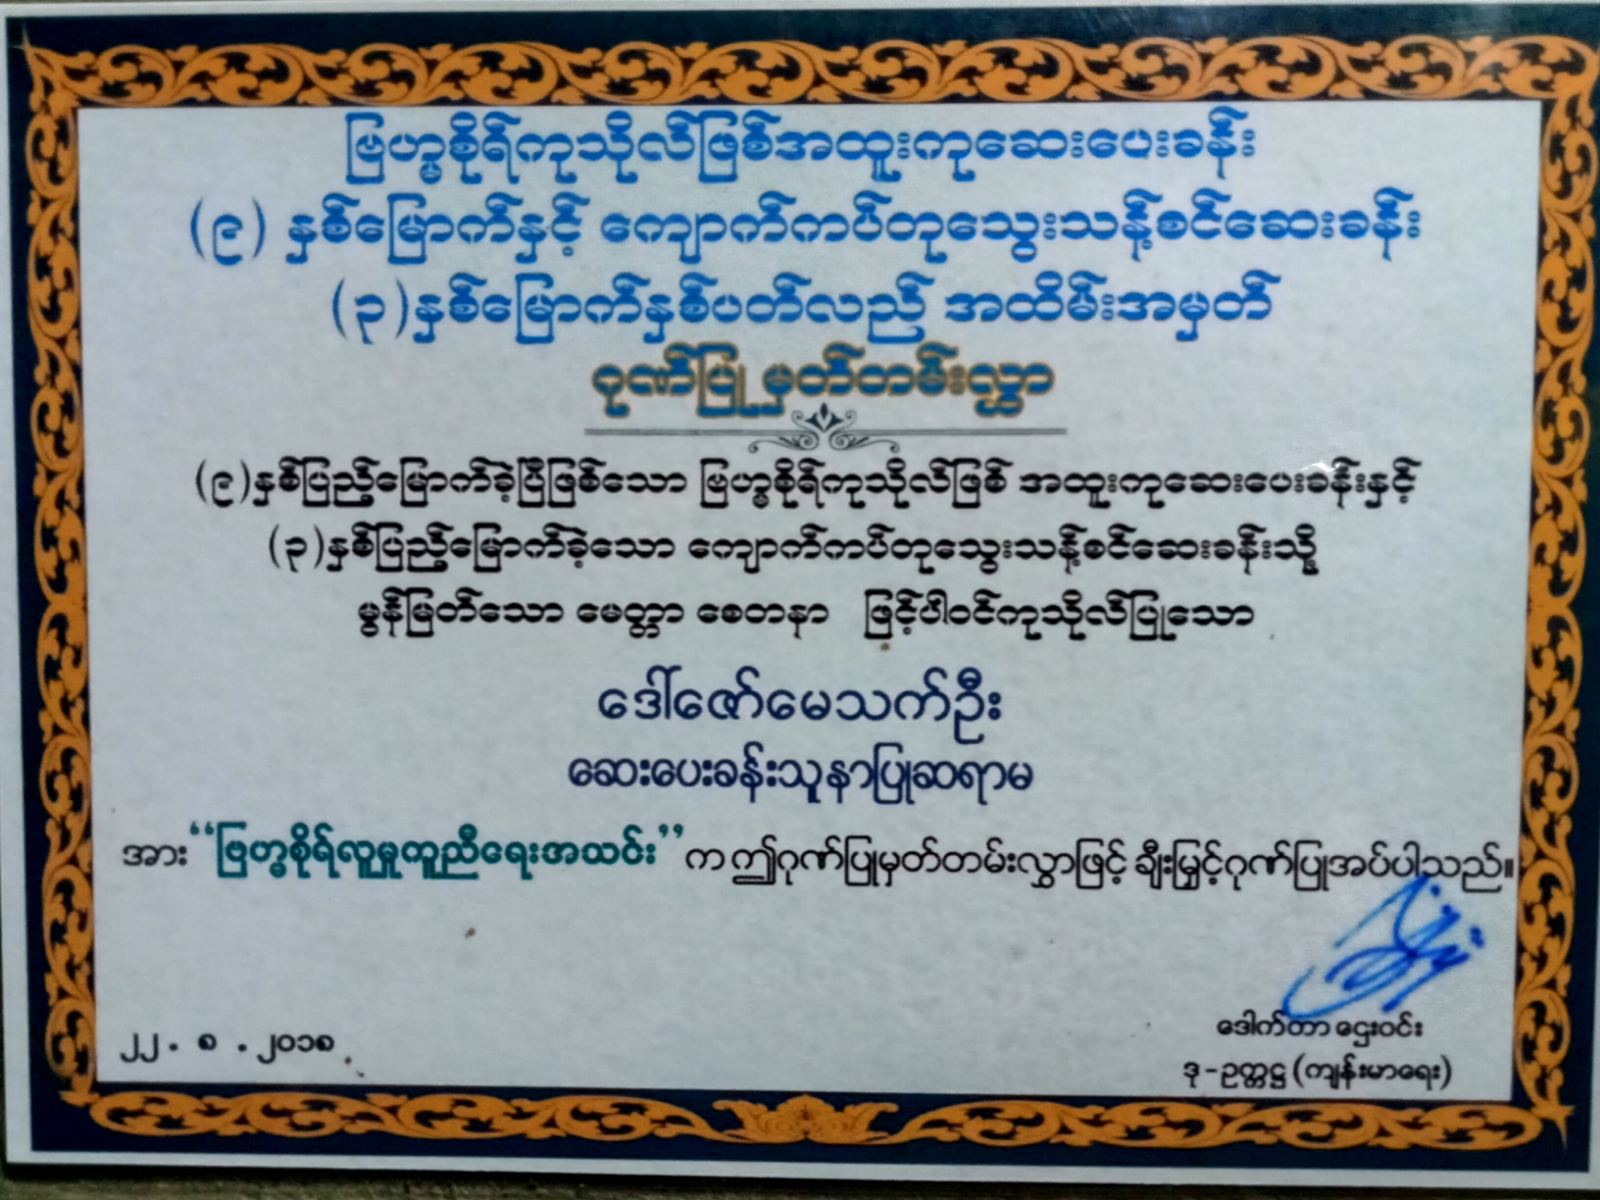 ဗြဟ္မစိုရ်ကုသိုလ်ဖြစ်အထူးကုဆေးပေးခန်း
(၉) နှစ်မြောက်နှင့် ကျောက်ကပ်တုသွေးသန့်စင်ဆေးခန်း
(၃)နှစ်မြောက်နှစ်ပတ်လည် အထိမ်းအမှတ်
ဂုဏ်ပြု မှတ်တမ်းလွှာ
(၉)နှစ်ပြည့်မြောက်ခဲ့ပြီဖြစ်သော ဗြဟ္မစိုရ်ကုသိုလ်ဖြစ် အထူးကုဆေးပေးခန်းနှင့်
(၃)နှစ်ပြည့်မြောက်ခဲ့သော ကျောက်ကပ်တုသွေးသန့်စင်ဆေးခန်းသို့
မွန်မြတ်သော မေတ္တာ စေတနာ ဖြင့်ပါဝင်ကုသိုလ်ပြုသော
ဒေါ်ဇော်မေသက်ဦး
ဆေးပေးခန်းသူနာပြုဆရာမ
အား “ဗြဟ္မစိုရ်လူမှုကူညီရေးအသင်း” က ဤဂုဏ်ပြုမှတ်တမ်းလွှာဖြင့် ချီးမြှင့်ဂုဏ်ပြုအပ်ပါသည်။
ဒေါက်တာ ဌေးဝင်း
၂၂ . ၈ . ၂၀၁၈
ဒု - ဥက္ကဋ္ဌ (ကျန်းမာရေး)